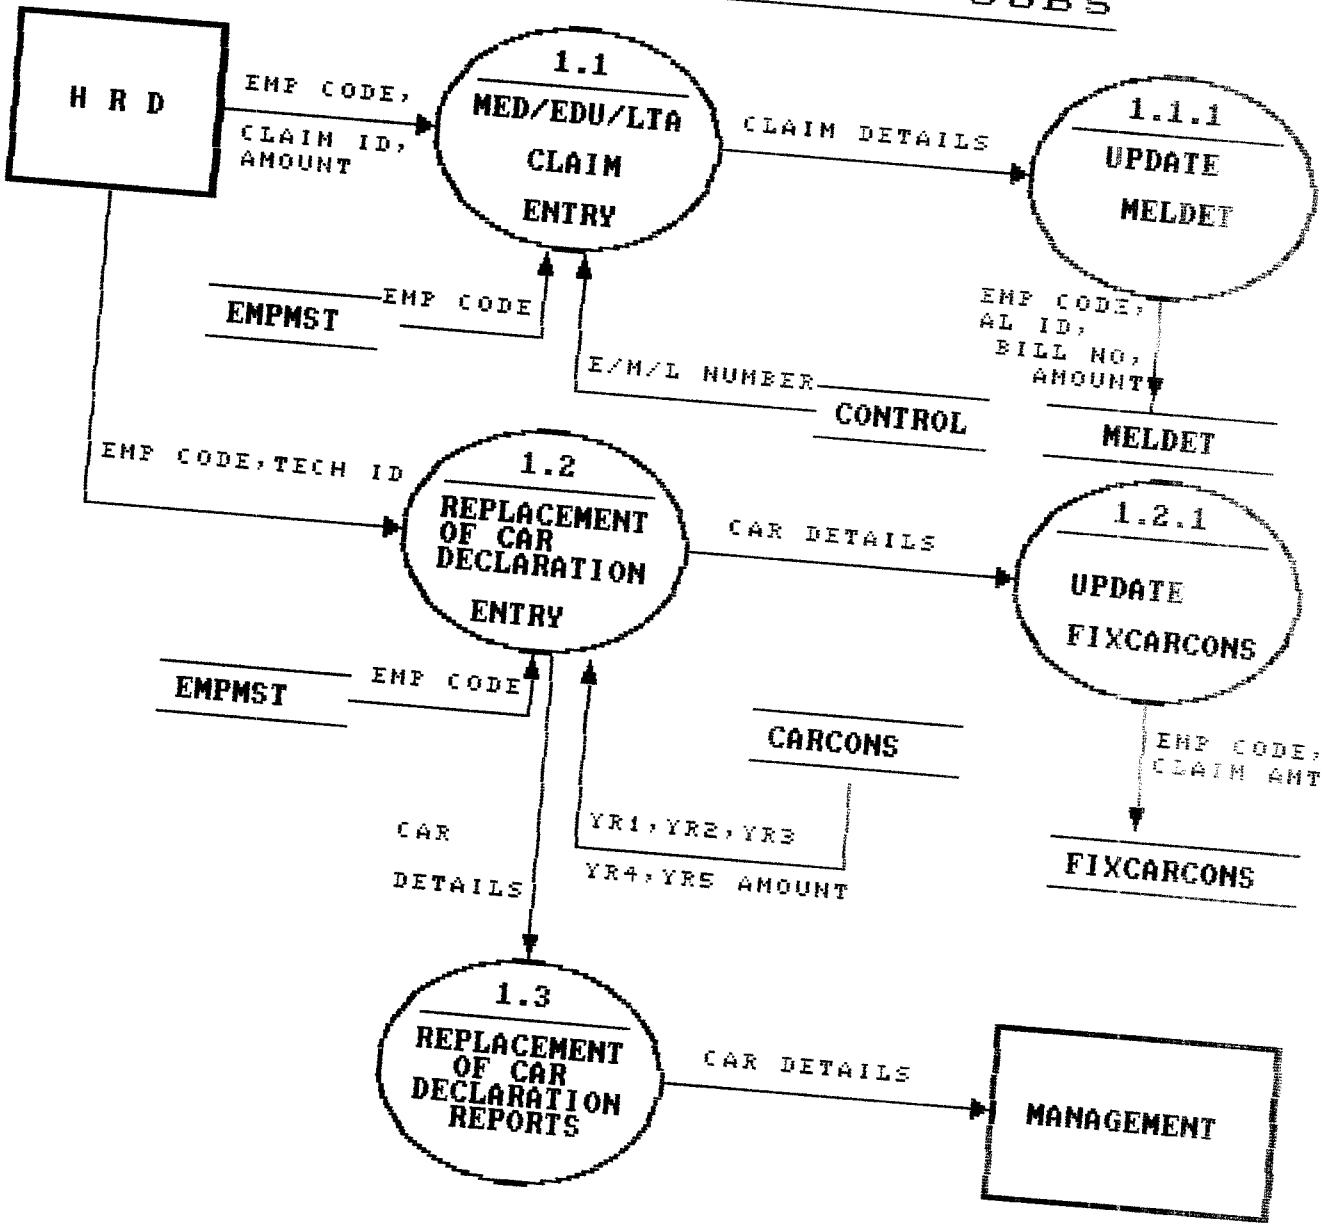 H R D
EMP CODE,
CLAIM ID,
AMOUNT
1.1
MED/EDU/LTA
CLAIM
ENTRY
CLAIM DETAILS
1.1.1
UPDATE
MELDET
EMPMST
EMP CODE
E/M/L NUMBER
CONTROL
EMP CODE,
AL ID,
BILL NO,
AMOUNT
MELDET
EMP CODE,TECH ID
1.2
REPLACEMENT
OF CAR
DECLARATION
ENTRY
CAR DETAILS
1.2.1
UPDATE
FIXCARCONS
EMPMST
EMP CODE
CARCONS
YR1,YR2,YR3
YR4,YR5 AMOUNT
EMP CODE,
CLAIM AMT
FIXCARCONS
CAR
DETAILS
1.3
REPLACEMENT
OF CAR
DECLARATION
REPORTS
CAR DETAILS
MANAGEMENT